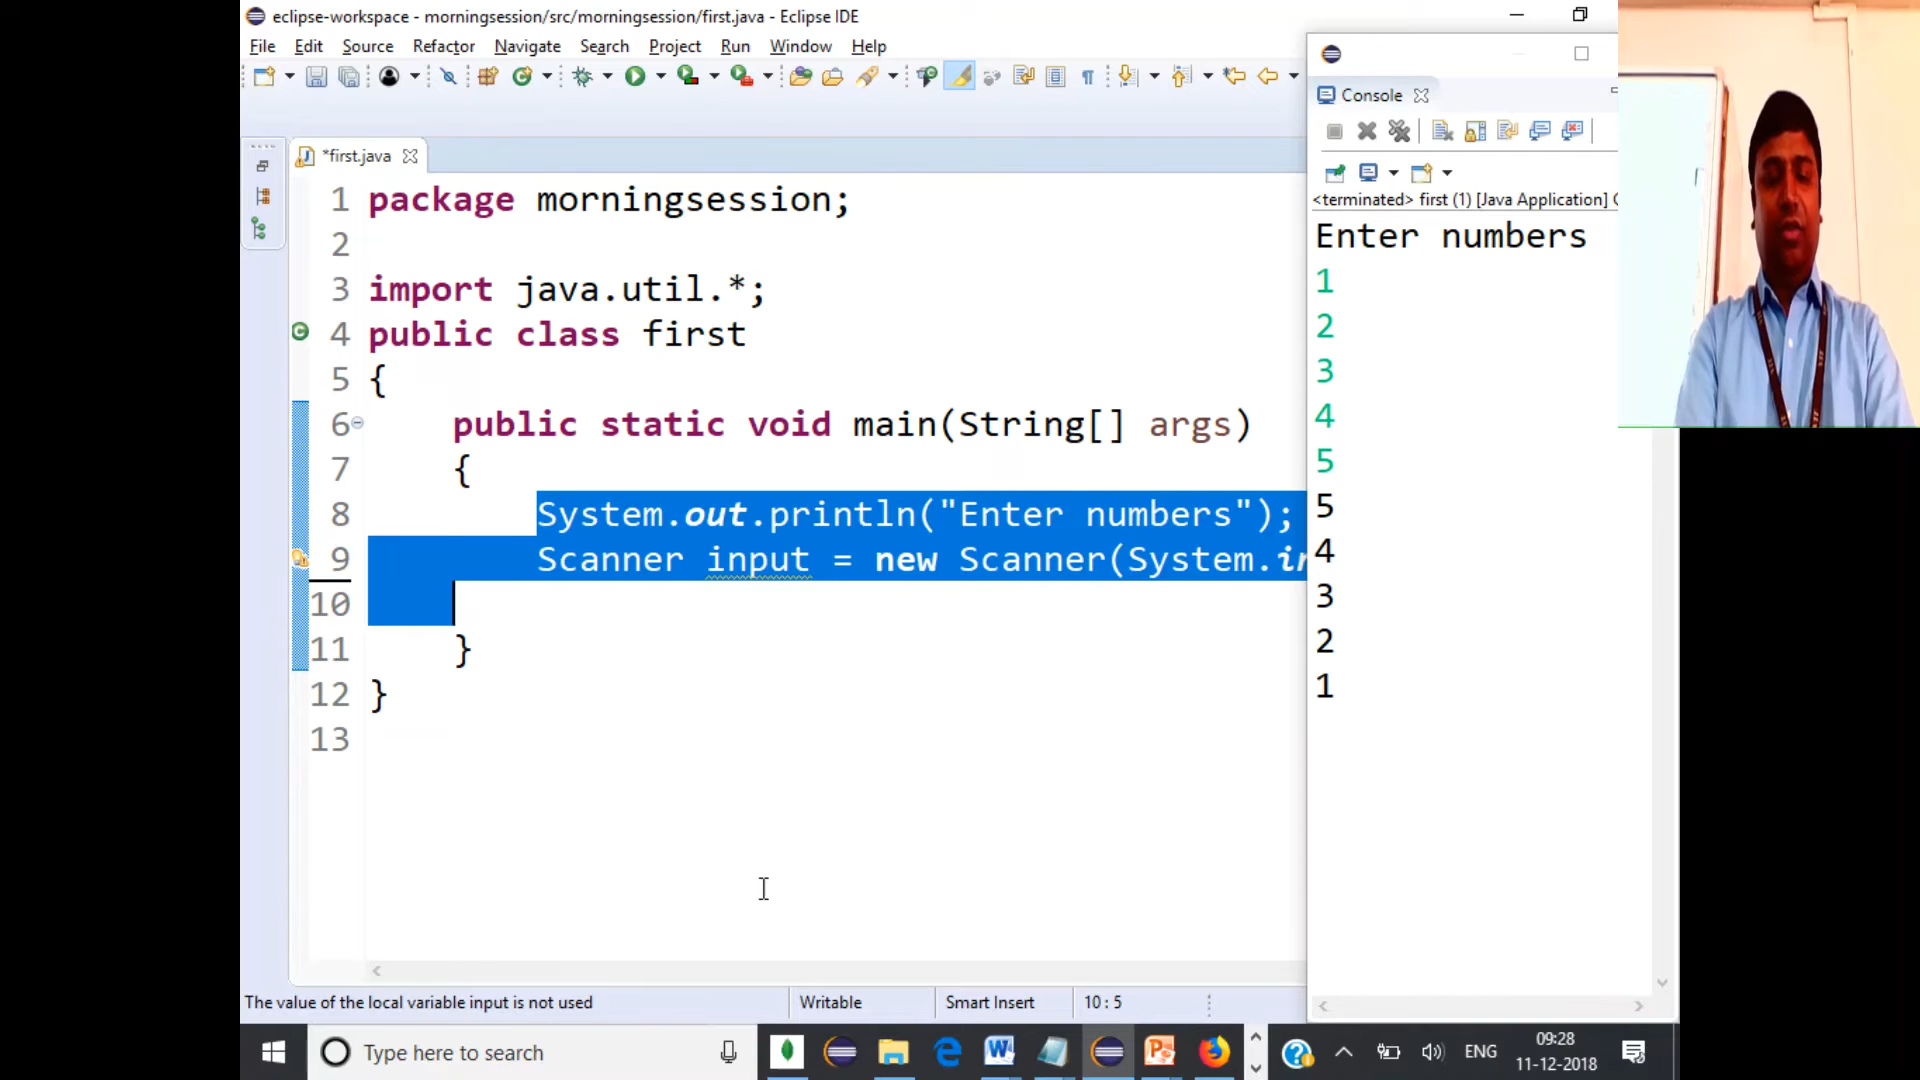 eclipse-workspace - morningsession/src/morningsession/first.java - Eclipse IDE
File Edit Source Refactor Navigate Search Project Run Window Help
*first.java
1 package morningsession;
2
3 import java.util.*;
4 public class first
5 {
6 public static void main(String[] args)
7 {
8 System.out.println("Enter numbers");
9 Scanner input = new Scanner(System.in
10
11 }
12 }
13
The value of the local variable input is not used
Writable
Smart Insert
10 : 5
Console
<terminated> first (1) [Java Application]
Enter numbers
1
2
3
4
5
5
4
3
2
1
Type here to search
ENG
09:28
11-12-2018